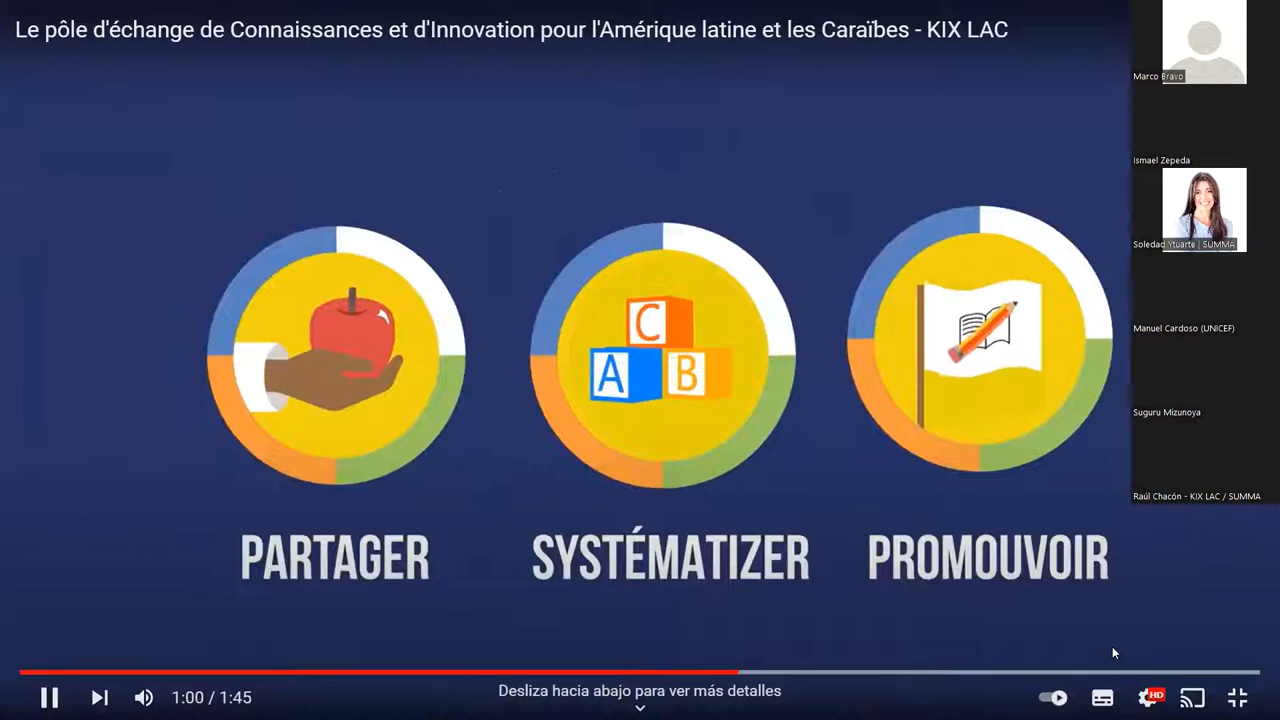 Le pôle d'échange de Connaissances et d'Innovation pour l'Amérique latine et les Caraïbes - KIX LAC
Marco Bravo
Ismael Zepeda
Soledad Ytuarte | SUMMA
Manuel Cardoso (UNICEF)
Suguru Mizunoya
Raúl Chacón - KIX LAC / SUMMA
C
A B
PARTAGER SYSTÉMATIZER PROMOUVOIR
1:00 / 1:45
Desliza hacia abajo para ver más detalles
HD